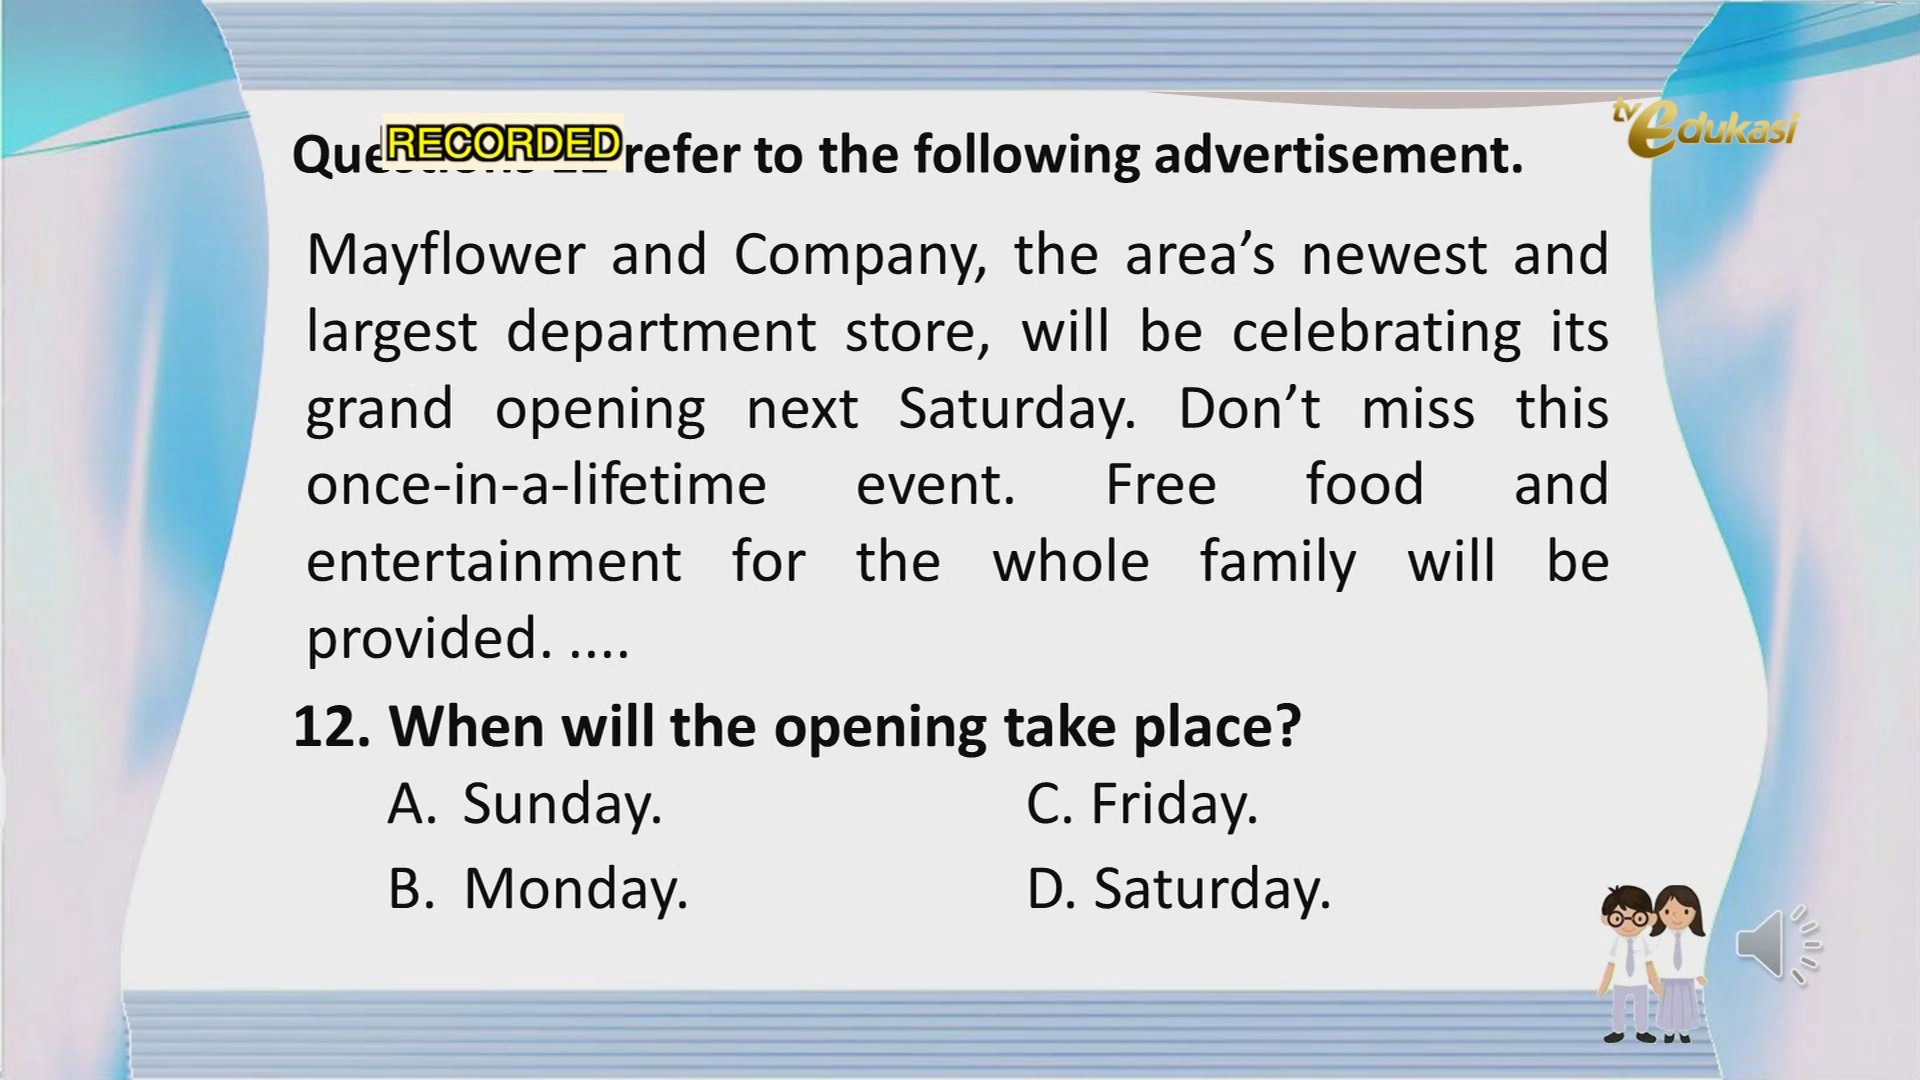 RECORDED
refer to the following advertisement.
tv edukasi
Mayflower and Company, the area’s newest and
largest department store, will be celebrating its
grand opening next Saturday. Don’t miss this
once-in-a-lifetime event. Free food and
entertainment for the whole family will be
provided. ....
12. When will the opening take place?
A. Sunday. C. Friday.
B. Monday. D. Saturday.